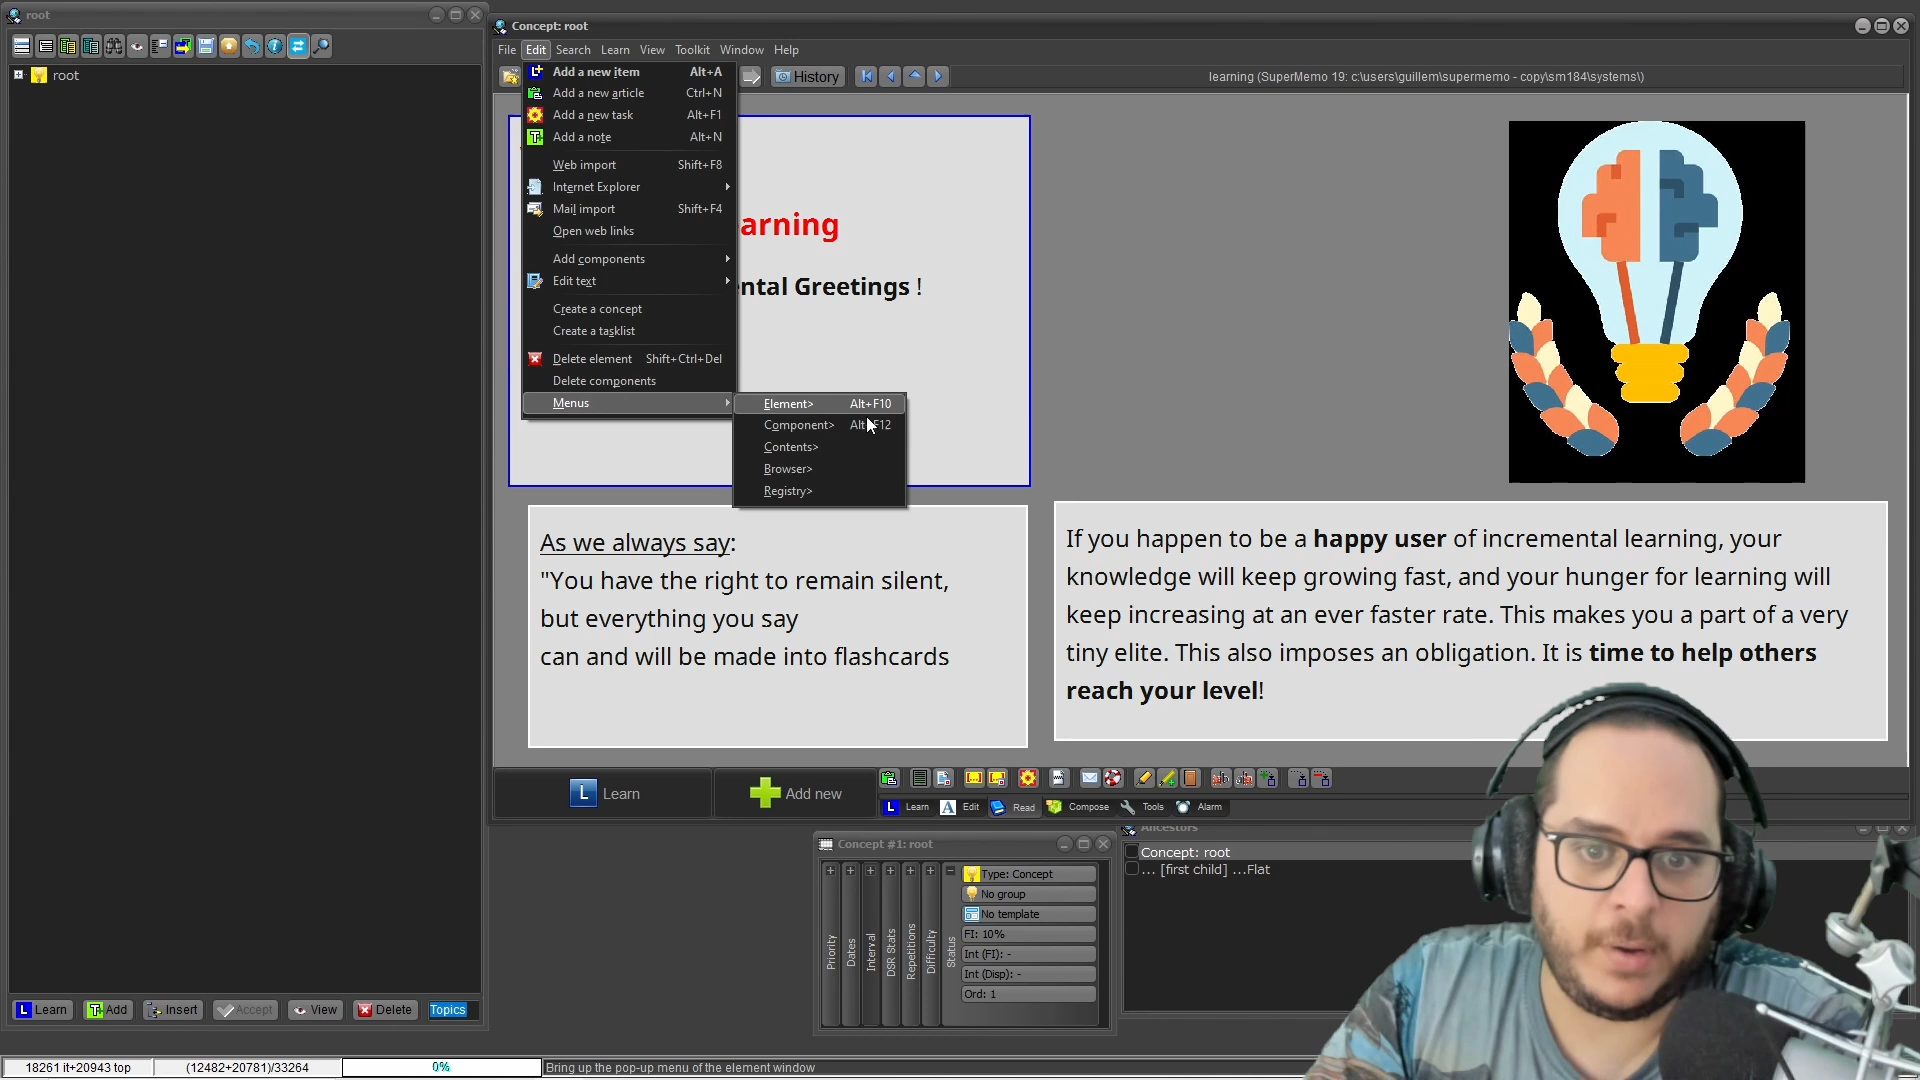 root
root
Learn
Add
Insert
Accept
View
Delete
Topics
Concept: root
File Edit Search Learn View Toolkit Window Help
History
learning (SuperMemo 19: c:\users\guillem\supermemo - copy\sm184\systems\)
Add a new item Alt+A
Add a new article Ctrl+N
Add a new task Alt+F1
Add a note Alt+N
Web import Shift+F8
Internet Explorer
Mail import Shift+F4
Open web links
Add components
Edit text
Create a concept
Create a tasklist
Delete element Shift+Ctrl+Del
Delete components
Menus
Element> Alt+F10
Component> Alt F12
Contents>
Browser>
Registry>
arning
ntal Greetings !
As we always say:
"You have the right to remain silent,
but everything you say
can and will be made into flashcards
If you happen to be a happy user of incremental learning, your
knowledge will keep growing fast, and your hunger for learning will
keep increasing at an ever faster rate. This makes you a part of a very
tiny elite. This also imposes an obligation. It is time to help others
reach your level!
L Learn
Add new
Learn Edit Read Compose Tools Alarm
Concept #1: root
Priority
Dates
Interval
DSR Stats
Repetitions
Difficulty
Status
Type: Concept
No group
No template
FI: 10%
Int (FI): -
Int (Disp): -
Ord: 1
Ancestors
Concept: root
... [first child] ...Flat
18261 it+20943 top
(12482+20781)/33264
0%
Bring up the pop-up menu of the element window